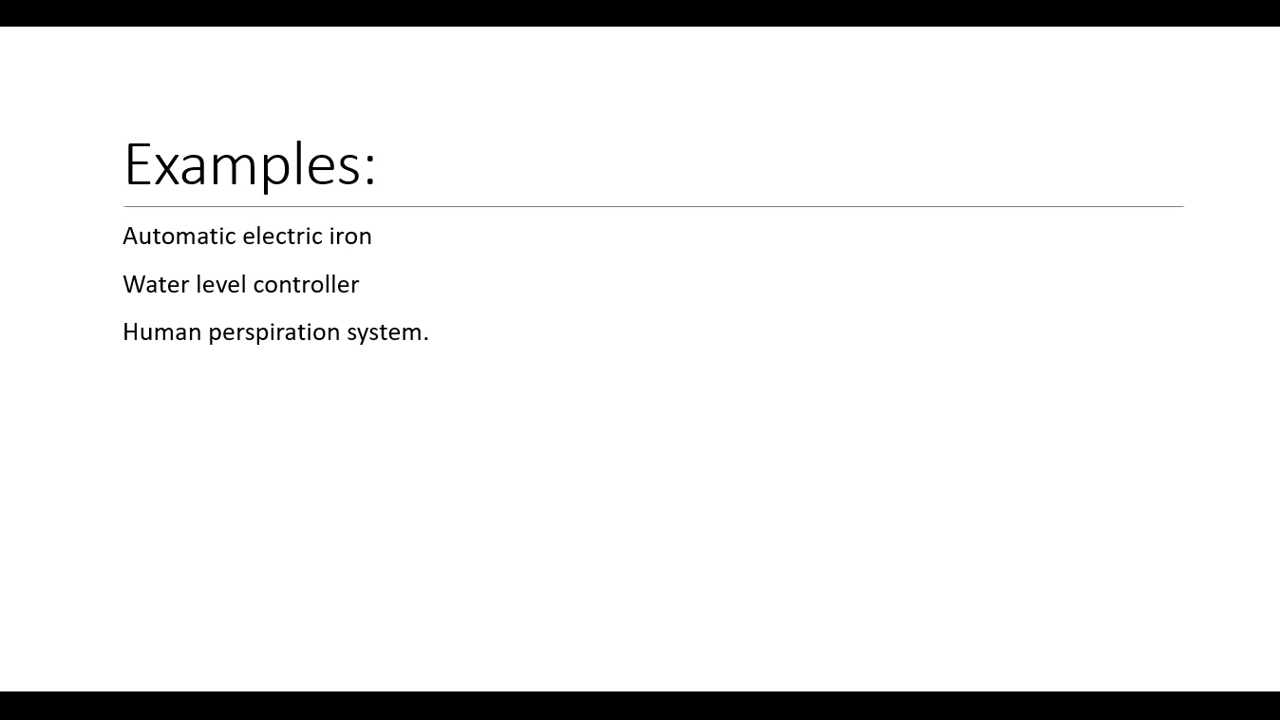 Examples:
Automatic electric iron
Water level controller
Human perspiration system.